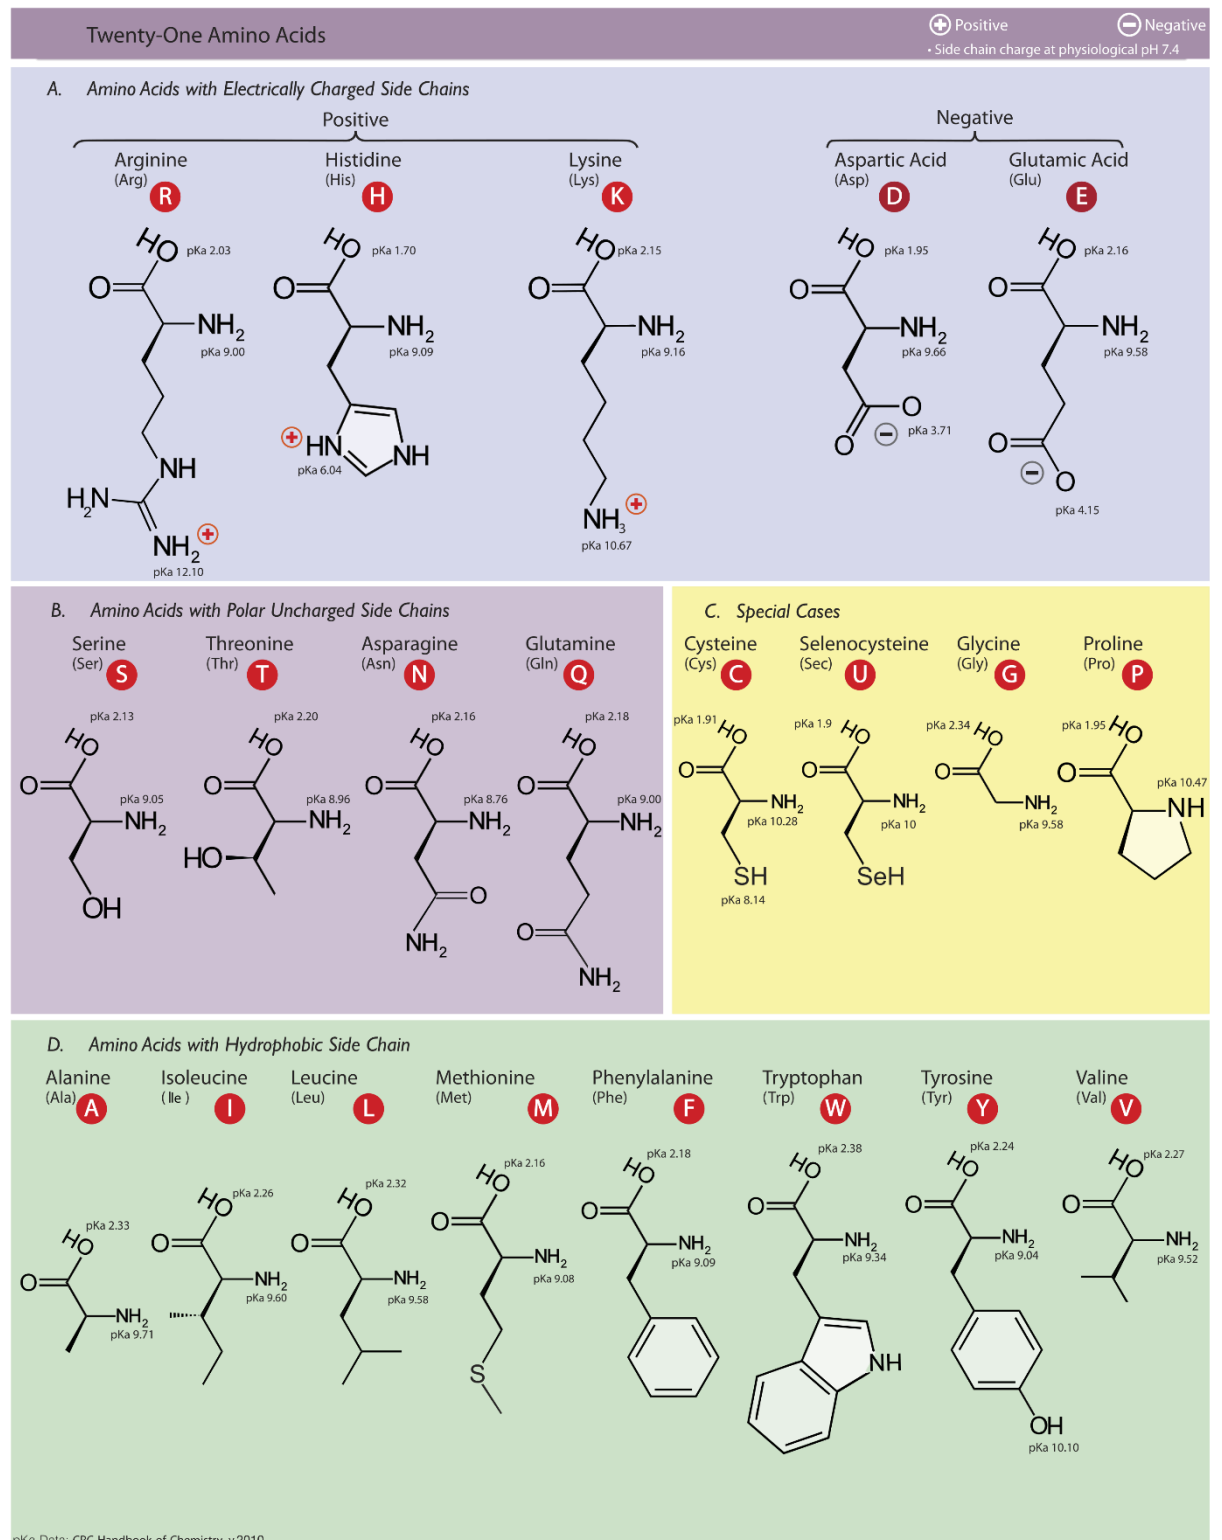 Twenty-One Amino Acids
+ Positive
− Negative
• Side chain charge at physiological pH 7.4
A. Amino Acids with Electrically Charged Side Chains
Positive
Negative
Arginine
(Arg) R
Histidine
(His) H
Lysine
(Lys) K
Aspartic Acid
(Asp) D
Glutamic Acid
(Glu) E
HO pKa 2.03
O
NH2
pKa 9.00
NH
H2N
NH2 +
pKa 12.10
HO pKa 1.70
O
NH2
pKa 9.09
+ HN
NH
pKa 6.04
HO pKa 2.15
O
NH2
pKa 9.16
NH3 +
pKa 10.67
HO pKa 1.95
O
NH2
pKa 9.66
O
O − pKa 3.71
HO pKa 2.16
O
NH2
pKa 9.58
O
− O
pKa 4.15
B. Amino Acids with Polar Uncharged Side Chains
Serine
(Ser) S
Threonine
(Thr) T
Asparagine
(Asn) N
Glutamine
(Gln) Q
pKa 2.13
HO
O
pKa 9.05
NH2
OH
pKa 2.20
HO
O
pKa 8.96
NH2
HO
pKa 2.16
HO
O
pKa 8.76
NH2
O
NH2
pKa 2.18
HO
O
pKa 9.00
NH2
O
NH2
C. Special Cases
Cysteine
(Cys) C
Selenocysteine
(Sec) U
Glycine
(Gly) G
Proline
(Pro) P
pKa 1.91 HO
O
NH2
pKa 10.28
SH
pKa 8.14
pKa 1.9 HO
O
NH2
pKa 10
SeH
pKa 2.34 HO
O
NH2
pKa 9.58
pKa 1.95 HO
O
pKa 10.47
NH
D. Amino Acids with Hydrophobic Side Chain
Alanine
(Ala) A
Isoleucine
(Ile) I
Leucine
(Leu) L
Methionine
(Met) M
Phenylalanine
(Phe) F
Tryptophan
(Trp) W
Tyrosine
(Tyr) Y
Valine
(Val) V
pKa 2.33
HO
O
NH2
pKa 9.71
HO pKa 2.26
O
NH2
pKa 9.60
pKa 2.32
HO
O
NH2
pKa 9.58
pKa 2.16
HO
O
NH2
pKa 9.08
S
pKa 2.18
HO
O
NH2
pKa 9.09
pKa 2.38
HO
O
NH2
pKa 9.34
NH
pKa 2.24
HO
O
NH2
pKa 9.04
OH
pKa 10.10
HO pKa 2.27
O
NH2
pKa 9.52
pKa Data: CRC Handbook of Chemistry, v.2010